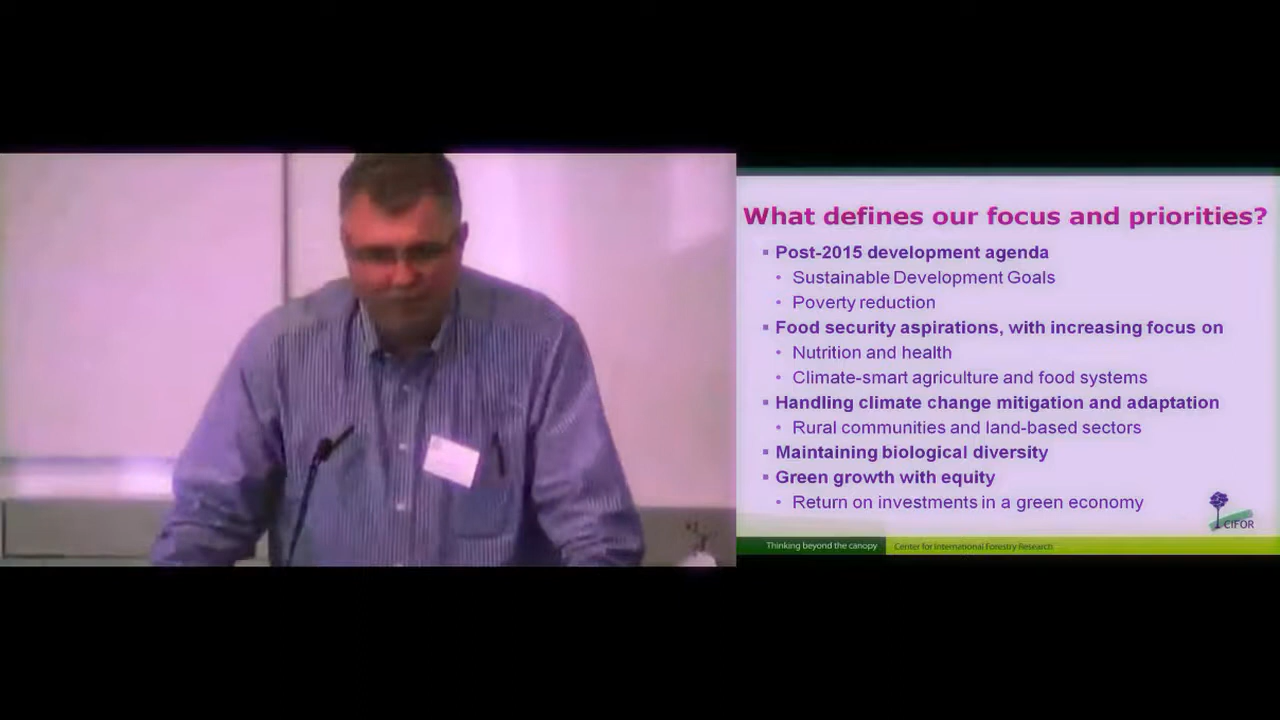 What defines our focus and priorities?
Post-2015 development agenda
Sustainable Development Goals
Poverty reduction
Food security aspirations, with increasing focus on
Nutrition and health
Climate-smart agriculture and food systems
Handling climate change mitigation and adaptation
Rural communities and land-based sectors
Maintaining biological diversity
Green growth with equity
Return on investments in a green economy
CIFOR
Thinking beyond the canopy
Center for International Forestry Research